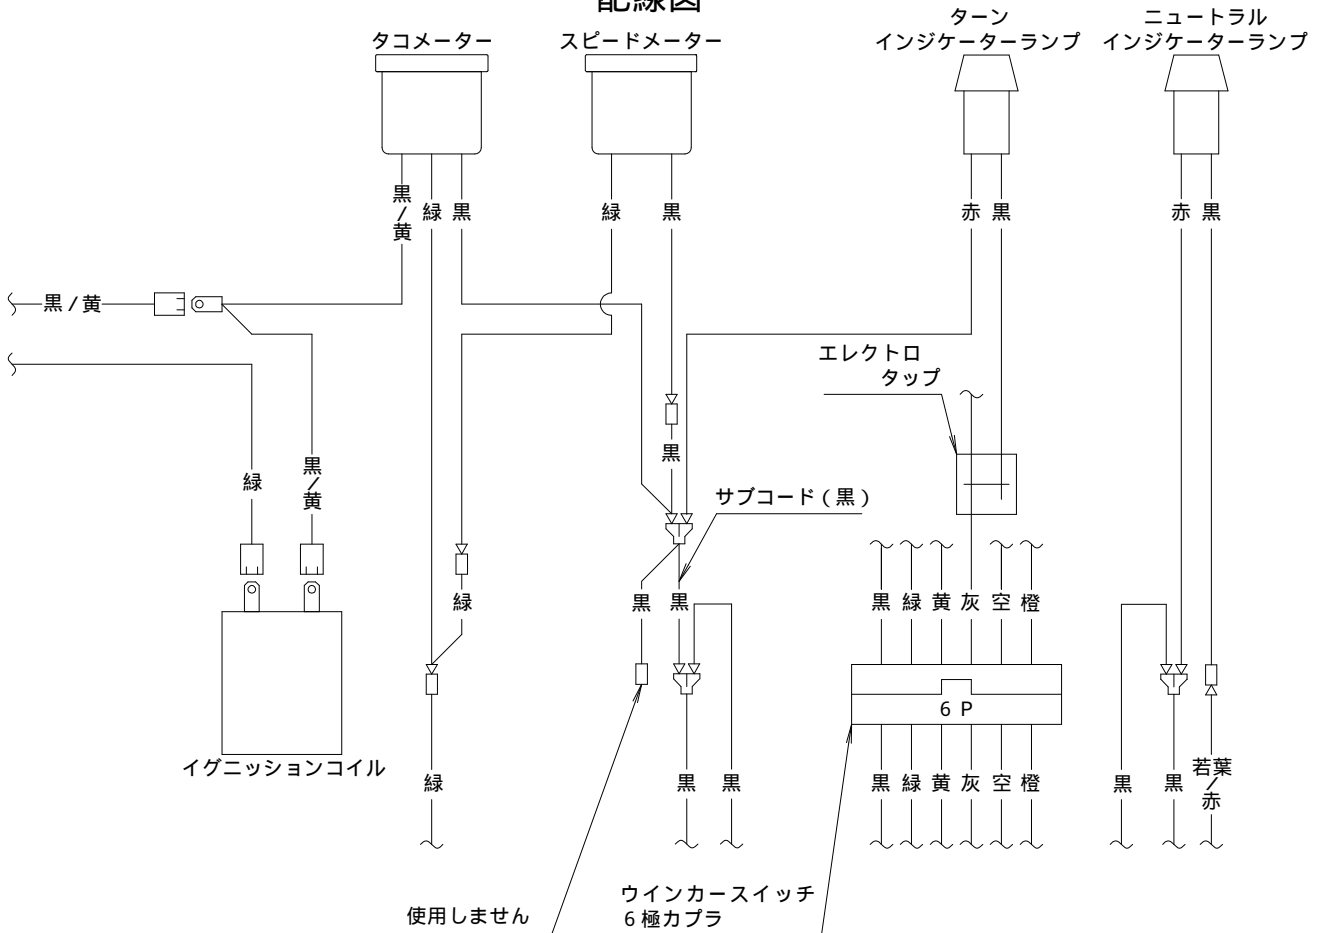 配線図
タコメーター
スピードメーター
ターン
インジケーターランプ
ニュートラル
インジケーターランプ
黒/黄
緑
黒
緑
黒
赤
黒
赤
黒
黒/黄
エレクトロ
タップ
黒
緑
黒/黄
サブコード(黒)
緑
黒
黒
黒
緑
黄
灰
空
橙
6P
イグニッションコイル
緑
黒
黒
黒
緑
黄
灰
空
橙
黒
黒
若葉/赤
使用しません
ウインカースイッチ
6極カプラ